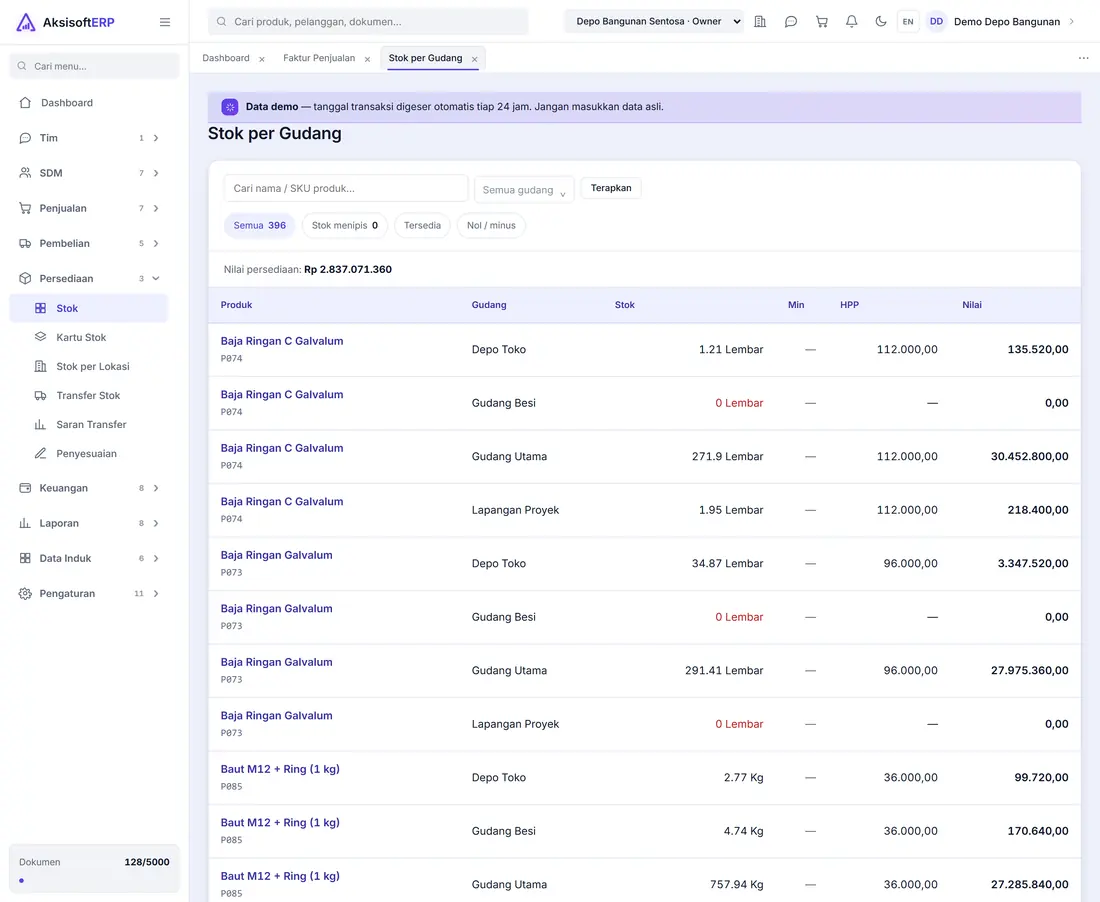 AksisoftERP
Cari produk, pelanggan, dokumen...
Depo Bangunan Sentosa · Owner
EN
DD
Demo Depo Bangunan
Cari menu...
Dashboard
Tim 1
SDM 7
Penjualan 7
Pembelian 5
Persediaan 3
Stok
Kartu Stok
Stok per Lokasi
Transfer Stok
Saran Transfer
Penyesuaian
Keuangan 8
Laporan 8
Data Induk 6
Pengaturan 11
Dokumen 128/5000
Dashboard × Faktur Penjualan × Stok per Gudang ×
Data demo — tanggal transaksi digeser otomatis tiap 24 jam. Jangan masukkan data asli.
Stok per Gudang
Cari nama / SKU produk... Semua gudang Terapkan
Semua 396 Stok menipis 0 Tersedia Nol / minus
Nilai persediaan: Rp 2.837.071.360
Produk Gudang Stok Min HPP Nilai
Baja Ringan C Galvalum
P074
Depo Toko 1.21 Lembar — 112.000,00 135.520,00
Baja Ringan C Galvalum
P074
Gudang Besi 0 Lembar — — 0,00
Baja Ringan C Galvalum
P074
Gudang Utama 271.9 Lembar — 112.000,00 30.452.800,00
Baja Ringan C Galvalum
P074
Lapangan Proyek 1.95 Lembar — 112.000,00 218.400,00
Baja Ringan Galvalum
P073
Depo Toko 34.87 Lembar — 96.000,00 3.347.520,00
Baja Ringan Galvalum
P073
Gudang Besi 0 Lembar — — 0,00
Baja Ringan Galvalum
P073
Gudang Utama 291.41 Lembar — 96.000,00 27.975.360,00
Baja Ringan Galvalum
P073
Lapangan Proyek 0 Lembar — — 0,00
Baut M12 + Ring (1 kg)
P085
Depo Toko 2.77 Kg — 36.000,00 99.720,00
Baut M12 + Ring (1 kg)
P085
Gudang Besi 4.74 Kg — 36.000,00 170.640,00
Baut M12 + Ring (1 kg)
P085
Gudang Utama 757.94 Kg — 36.000,00 27.285.840,00